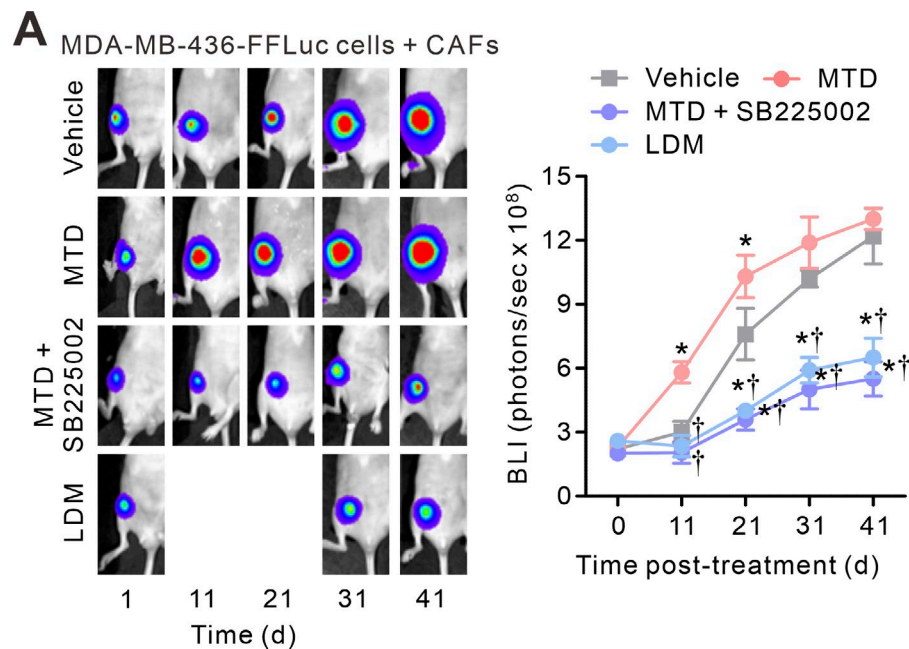 A
MDA-MB-436-FFLuc cells + CAFs
Vehicle
MTD
MTD +
SB225002
LDM
1 11 21 31 41
Time (d)
Vehicle MTD
MTD + SB225002
LDM
BLI (photons/sec x 10⁸)
15
12
9
6
3
0
* * *† *†
*† *† *† *†
†
†
0 11 21 31 41
Time post-treatment (d)